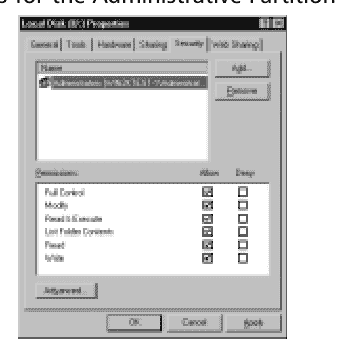 s for the Administrative Partition
Local Disk (D:) Properties
General Tools Hardware Sharing Security Web Sharing
Name
Add...
Remove
Permissions: Allow Deny
Full Control
Modify
Read & Execute
List Folder Contents
Read
Write
Advanced...
OK Cancel Apply